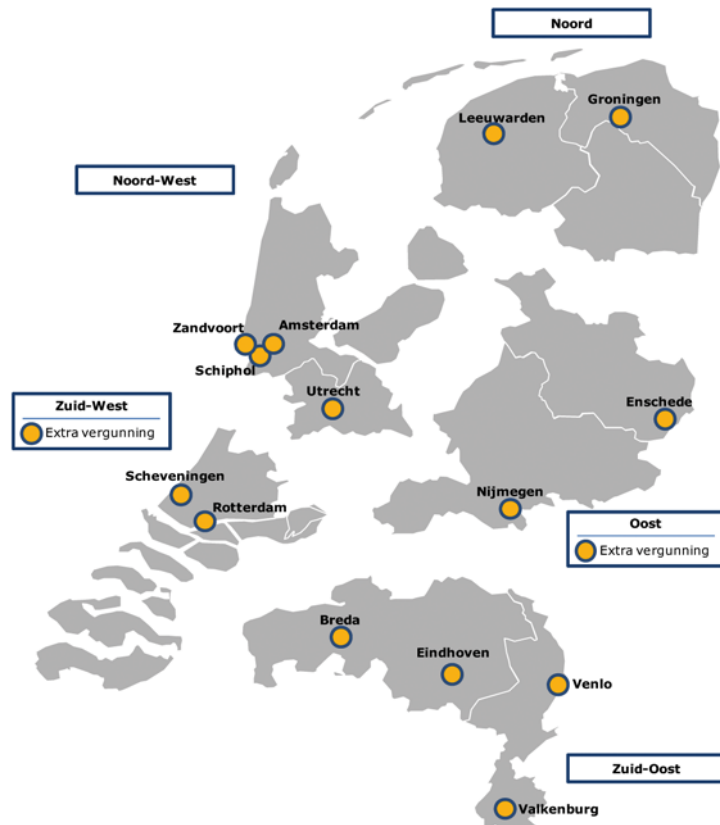 Noord
Groningen
Leeuwarden
Noord-West
Zandvoort
Amsterdam
Schiphol
Utrecht
Zuid-West
Extra vergunning
Enschede
Scheveningen
Rotterdam
Nijmegen
Oost
Extra vergunning
Breda
Eindhoven
Venlo
Zuid-Oost
Valkenburg